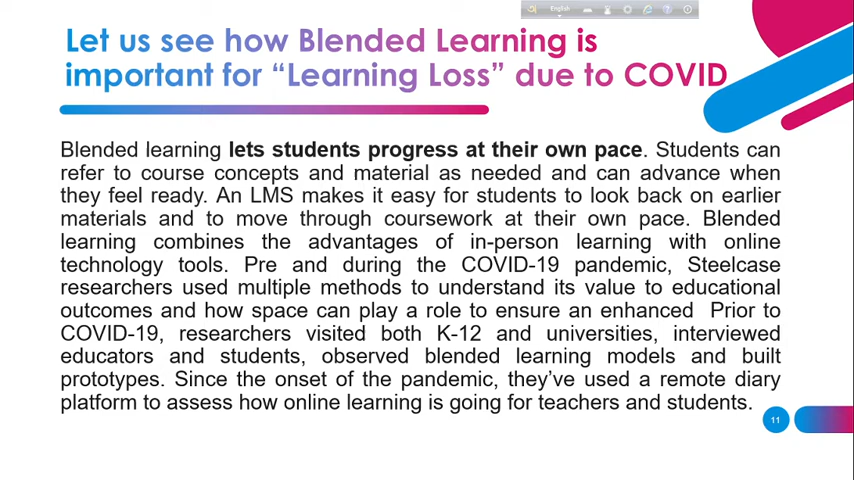 English
Let us see how Blended Learning is
important for “Learning Loss” due to COVID
Blended learning lets students progress at their own pace. Students can
refer to course concepts and material as needed and can advance when
they feel ready. An LMS makes it easy for students to look back on earlier
materials and to move through coursework at their own pace. Blended
learning combines the advantages of in-person learning with online
technology tools. Pre and during the COVID-19 pandemic, Steelcase
researchers used multiple methods to understand its value to educational
outcomes and how space can play a role to ensure an enhanced Prior to
COVID-19, researchers visited both K-12 and universities, interviewed
educators and students, observed blended learning models and built
prototypes. Since the onset of the pandemic, they’ve used a remote diary
platform to assess how online learning is going for teachers and students.
11